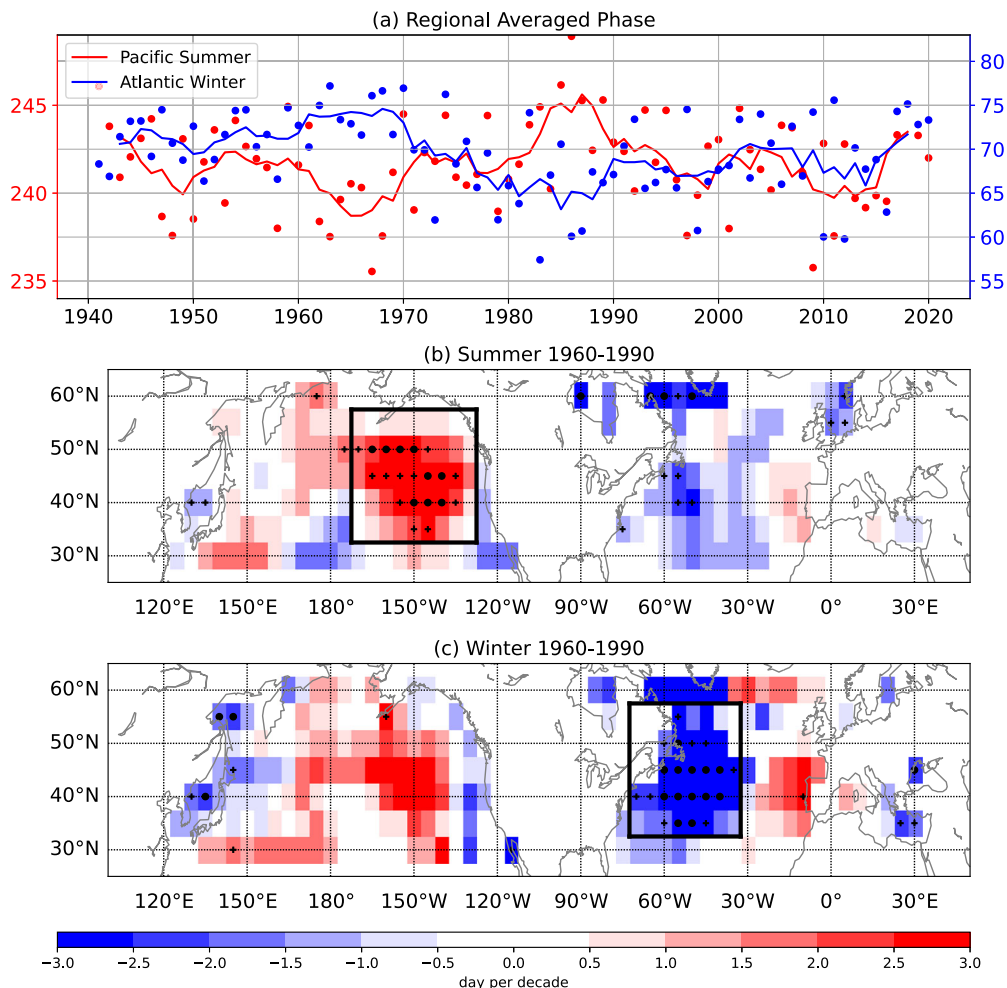 (a) Regional Averaged Phase
Pacific Summer
Atlantic Winter
245
240
235
80
75
70
65
60
55
1940 1950 1960 1970 1980 1990 2000 2010 2020
(b) Summer 1960-1990
60°N
50°N
40°N
30°N
120°E 150°E 180° 150°W 120°W 90°W 60°W 30°W 0° 30°E
(c) Winter 1960-1990
60°N
50°N
40°N
30°N
120°E 150°E 180° 150°W 120°W 90°W 60°W 30°W 0° 30°E
−3.0 −2.5 −2.0 −1.5 −1.0 −0.5 0.0 0.5 1.0 1.5 2.0 2.5 3.0
day per decade